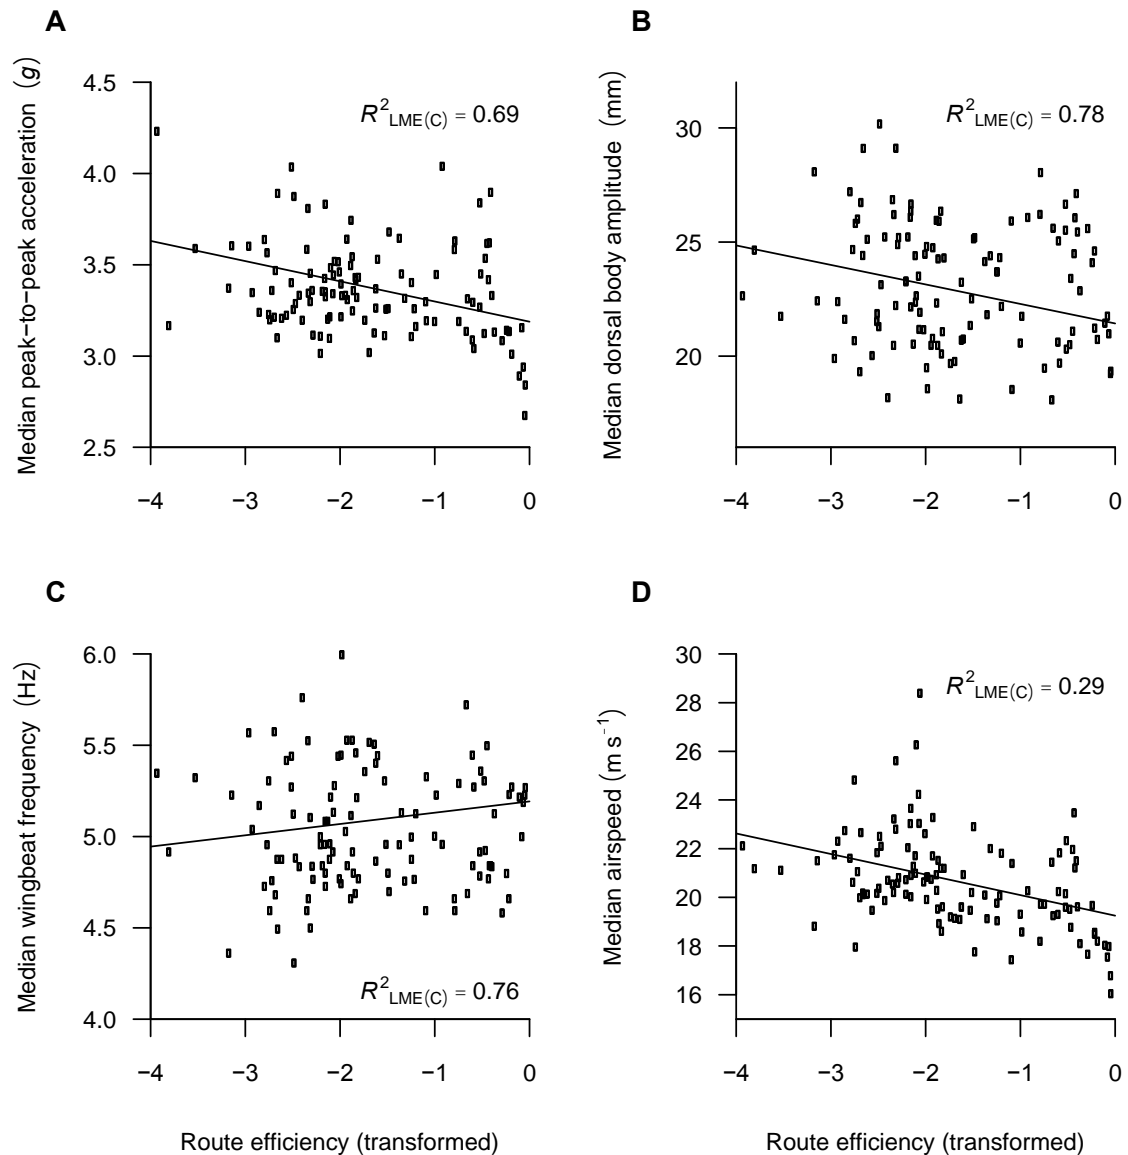 A
Median peak−to−peak acceleration (g)
4.5
4.0
3.5
3.0
2.5
R²LME(C) = 0.69
−4 −3 −2 −1 0
B
Median dorsal body amplitude (mm)
30
25
20
R²LME(C) = 0.78
−4 −3 −2 −1 0
C
Median wingbeat frequency (Hz)
6.0
5.5
5.0
4.5
4.0
R²LME(C) = 0.76
−4 −3 −2 −1 0
Route efficiency (transformed)
D
Median airspeed (m s⁻¹)
30
28
26
24
22
20
18
16
R²LME(C) = 0.29
−4 −3 −2 −1 0
Route efficiency (transformed)